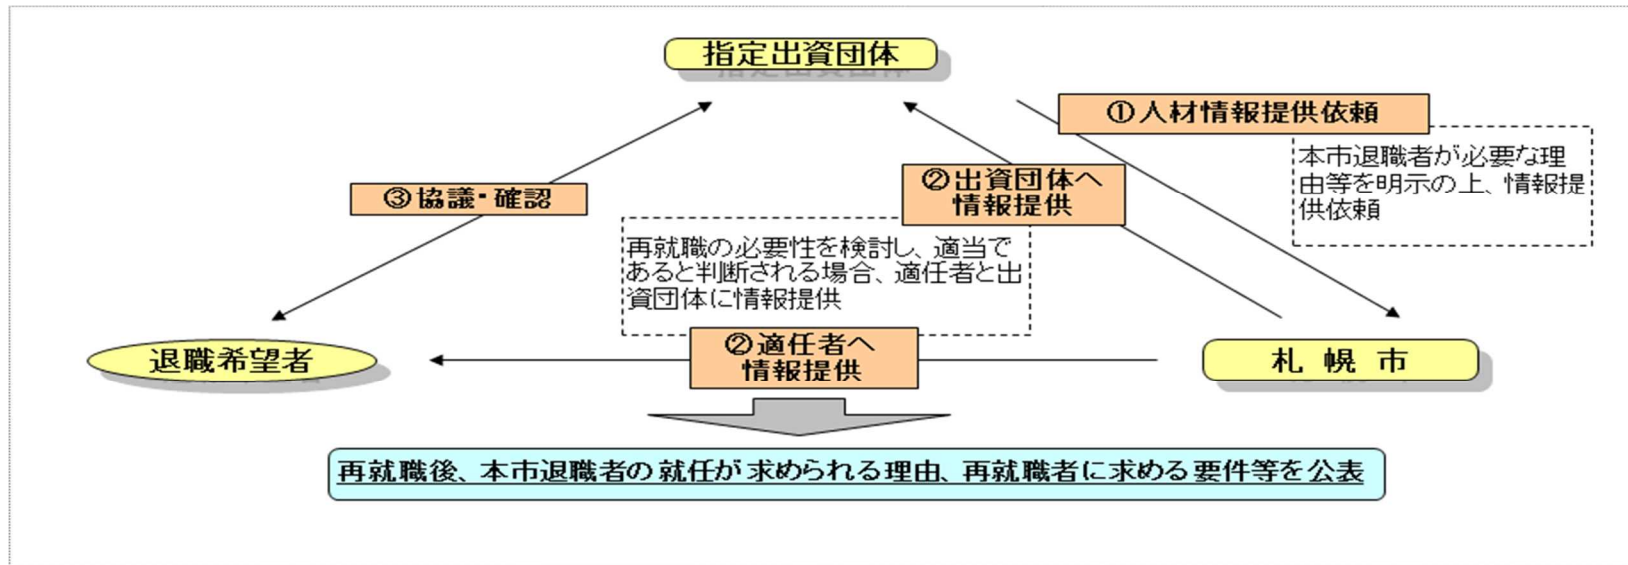 指定出資団体
①人材情報提供依頼
本市退職者が必要な理
由等を明示の上、情報提
供依頼
②出資団体へ
情報提供
③協議・確認
再就職の必要性を検討し、適当で
あると判断される場合、適任者と出
資団体に情報提供
退職希望者
②適任者へ
情報提供
札幌市
再就職後、本市退職者の就任が求められる理由、再就職者に求める要件等を公表